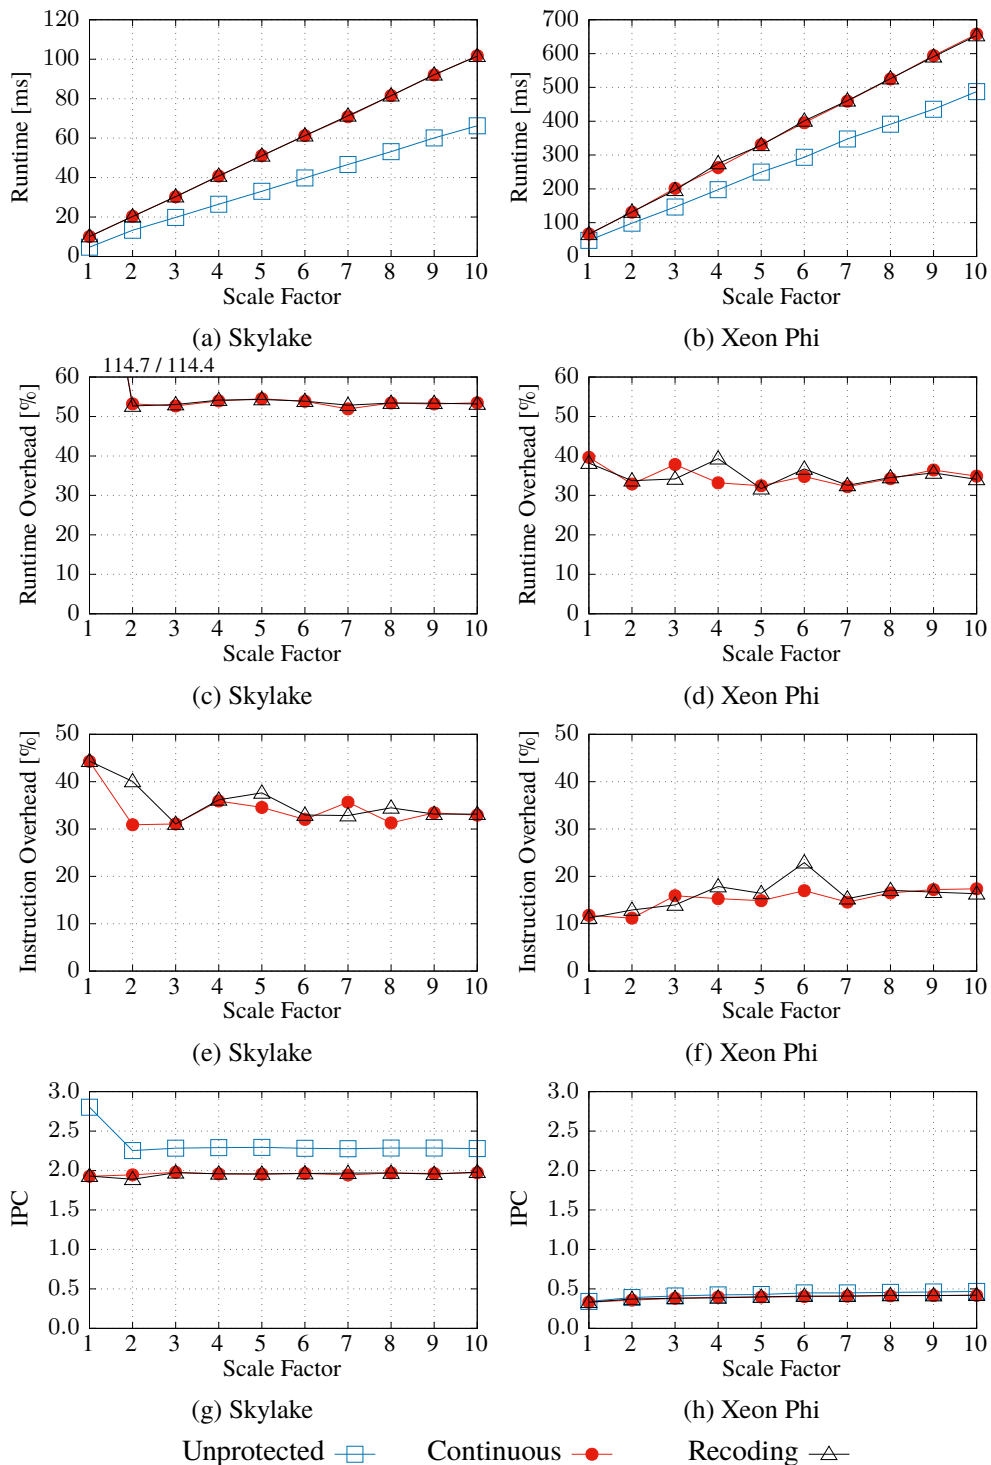 120
100
80
60
40
20
0
Runtime [ms]
1 2 3 4 5 6 7 8 9 10
Scale Factor
(a) Skylake
700
600
500
400
300
200
100
0
Runtime [ms]
1 2 3 4 5 6 7 8 9 10
Scale Factor
(b) Xeon Phi
114.7 / 114.4
60
50
40
30
20
10
0
Runtime Overhead [%]
1 2 3 4 5 6 7 8 9 10
Scale Factor
(c) Skylake
60
50
40
30
20
10
0
Runtime Overhead [%]
1 2 3 4 5 6 7 8 9 10
Scale Factor
(d) Xeon Phi
50
40
30
20
10
0
Instruction Overhead [%]
1 2 3 4 5 6 7 8 9 10
Scale Factor
(e) Skylake
50
40
30
20
10
0
Instruction Overhead [%]
1 2 3 4 5 6 7 8 9 10
Scale Factor
(f) Xeon Phi
3.0
2.5
2.0
1.5
1.0
0.5
0.0
IPC
1 2 3 4 5 6 7 8 9 10
Scale Factor
(g) Skylake
3.0
2.5
2.0
1.5
1.0
0.5
0.0
IPC
1 2 3 4 5 6 7 8 9 10
Scale Factor
(h) Xeon Phi
Unprotected Continuous Recoding